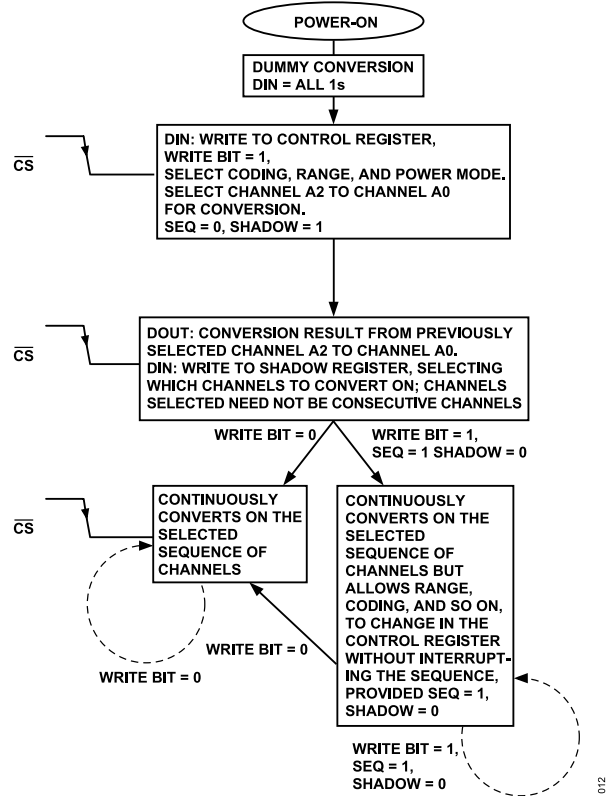 POWER-ON
DUMMY CONVERSION
DIN = ALL 1s
CS
DIN: WRITE TO CONTROL REGISTER,
WRITE BIT = 1,
SELECT CODING, RANGE, AND POWER MODE.
SELECT CHANNEL A2 TO CHANNEL A0
FOR CONVERSION.
SEQ = 0, SHADOW = 1
CS
DOUT: CONVERSION RESULT FROM PREVIOUSLY
SELECTED CHANNEL A2 TO CHANNEL A0.
DIN: WRITE TO SHADOW REGISTER, SELECTING
WHICH CHANNELS TO CONVERT ON; CHANNELS
SELECTED NEED NOT BE CONSECUTIVE CHANNELS
WRITE BIT = 0
WRITE BIT = 1,
SEQ = 1 SHADOW = 0
CS
CONTINUOUSLY
CONVERTS ON THE
SELECTED
SEQUENCE OF
CHANNELS
CONTINUOUSLY
CONVERTS ON THE
SELECTED
SEQUENCE OF
CHANNELS BUT
ALLOWS RANGE,
CODING, AND SO ON,
TO CHANGE IN THE
CONTROL REGISTER
WITHOUT INTERRUPT-
ING THE SEQUENCE,
PROVIDED SEQ = 1,
SHADOW = 0
WRITE BIT = 0
WRITE BIT = 0
WRITE BIT = 1,
SEQ = 1,
SHADOW = 0
012